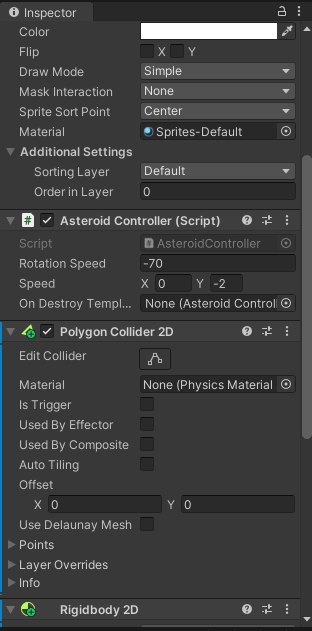 Inspector
Color
Flip X Y
Draw Mode Simple
Mask Interaction None
Sprite Sort Point Center
Material Sprites-Default
Additional Settings
Sorting Layer Default
Order in Layer 0
# Asteroid Controller (Script)
Script # AsteroidController
Rotation Speed -70
Speed X 0 Y -2
On Destroy Templ... None (Asteroid Control
Polygon Collider 2D
Edit Collider
Material None (Physics Material
Is Trigger
Used By Effector
Used By Composite
Auto Tiling
Offset
X 0 Y 0
Use Delaunay Mesh
Points
Layer Overrides
Info
Rigidbody 2D